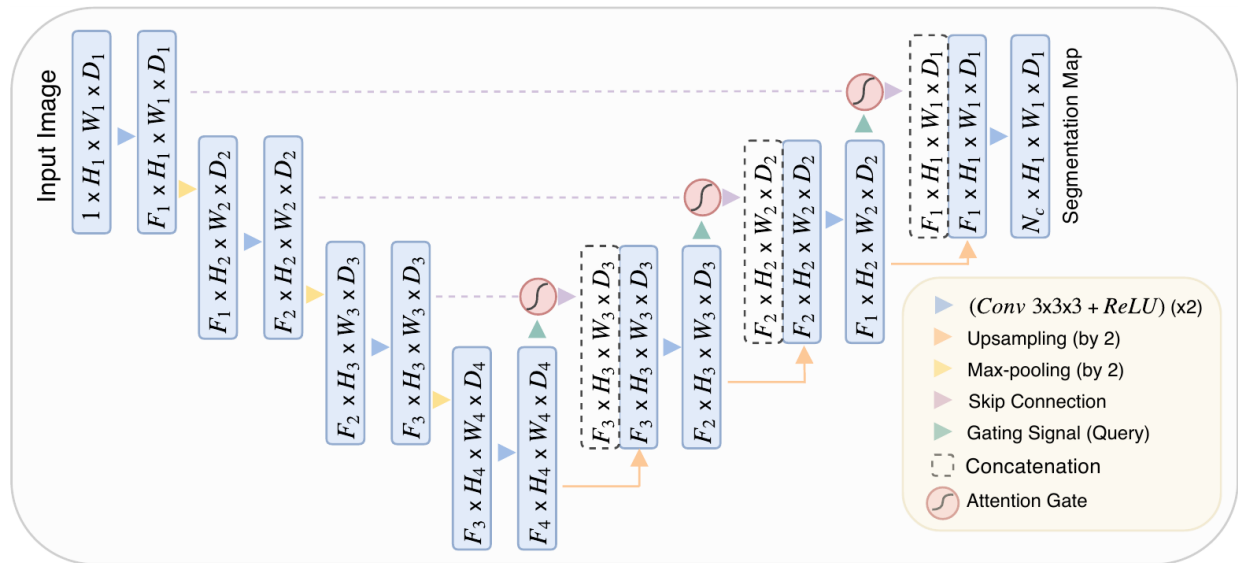 Input Image
1 x H₁ x W₁ x D₁
F₁ x H₁ x W₁ x D₁
F₁ x H₂ x W₂ x D₂
F₂ x H₂ x W₂ x D₂
F₂ x H₃ x W₃ x D₃
F₃ x H₃ x W₃ x D₃
F₃ x H₄ x W₄ x D₄
F₄ x H₄ x W₄ x D₄
F₃ x H₃ x W₃ x D₃
F₃ x H₃ x W₃ x D₃
F₂ x H₃ x W₃ x D₃
F₂ x H₂ x W₂ x D₂
F₂ x H₂ x W₂ x D₂
F₁ x H₂ x W₂ x D₂
F₁ x H₁ x W₁ x D₁
F₁ x H₁ x W₁ x D₁
N_c x H₁ x W₁ x D₁
Segmentation Map
(Conv 3x3x3 + ReLU) (x2)
Upsampling (by 2)
Max-pooling (by 2)
Skip Connection
Gating Signal (Query)
Concatenation
Attention Gate